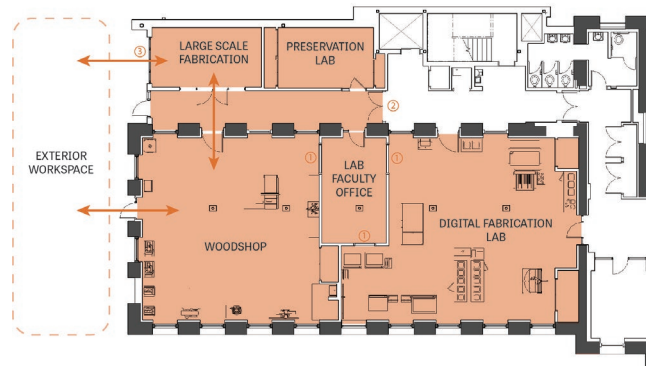 ③
LARGE SCALE
FABRICATION
PRESERVATION
LAB
②
EXTERIOR
WORKSPACE
①
①
LAB
FACULTY
OFFICE
DIGITAL FABRICATION
LAB
WOODSHOP
①